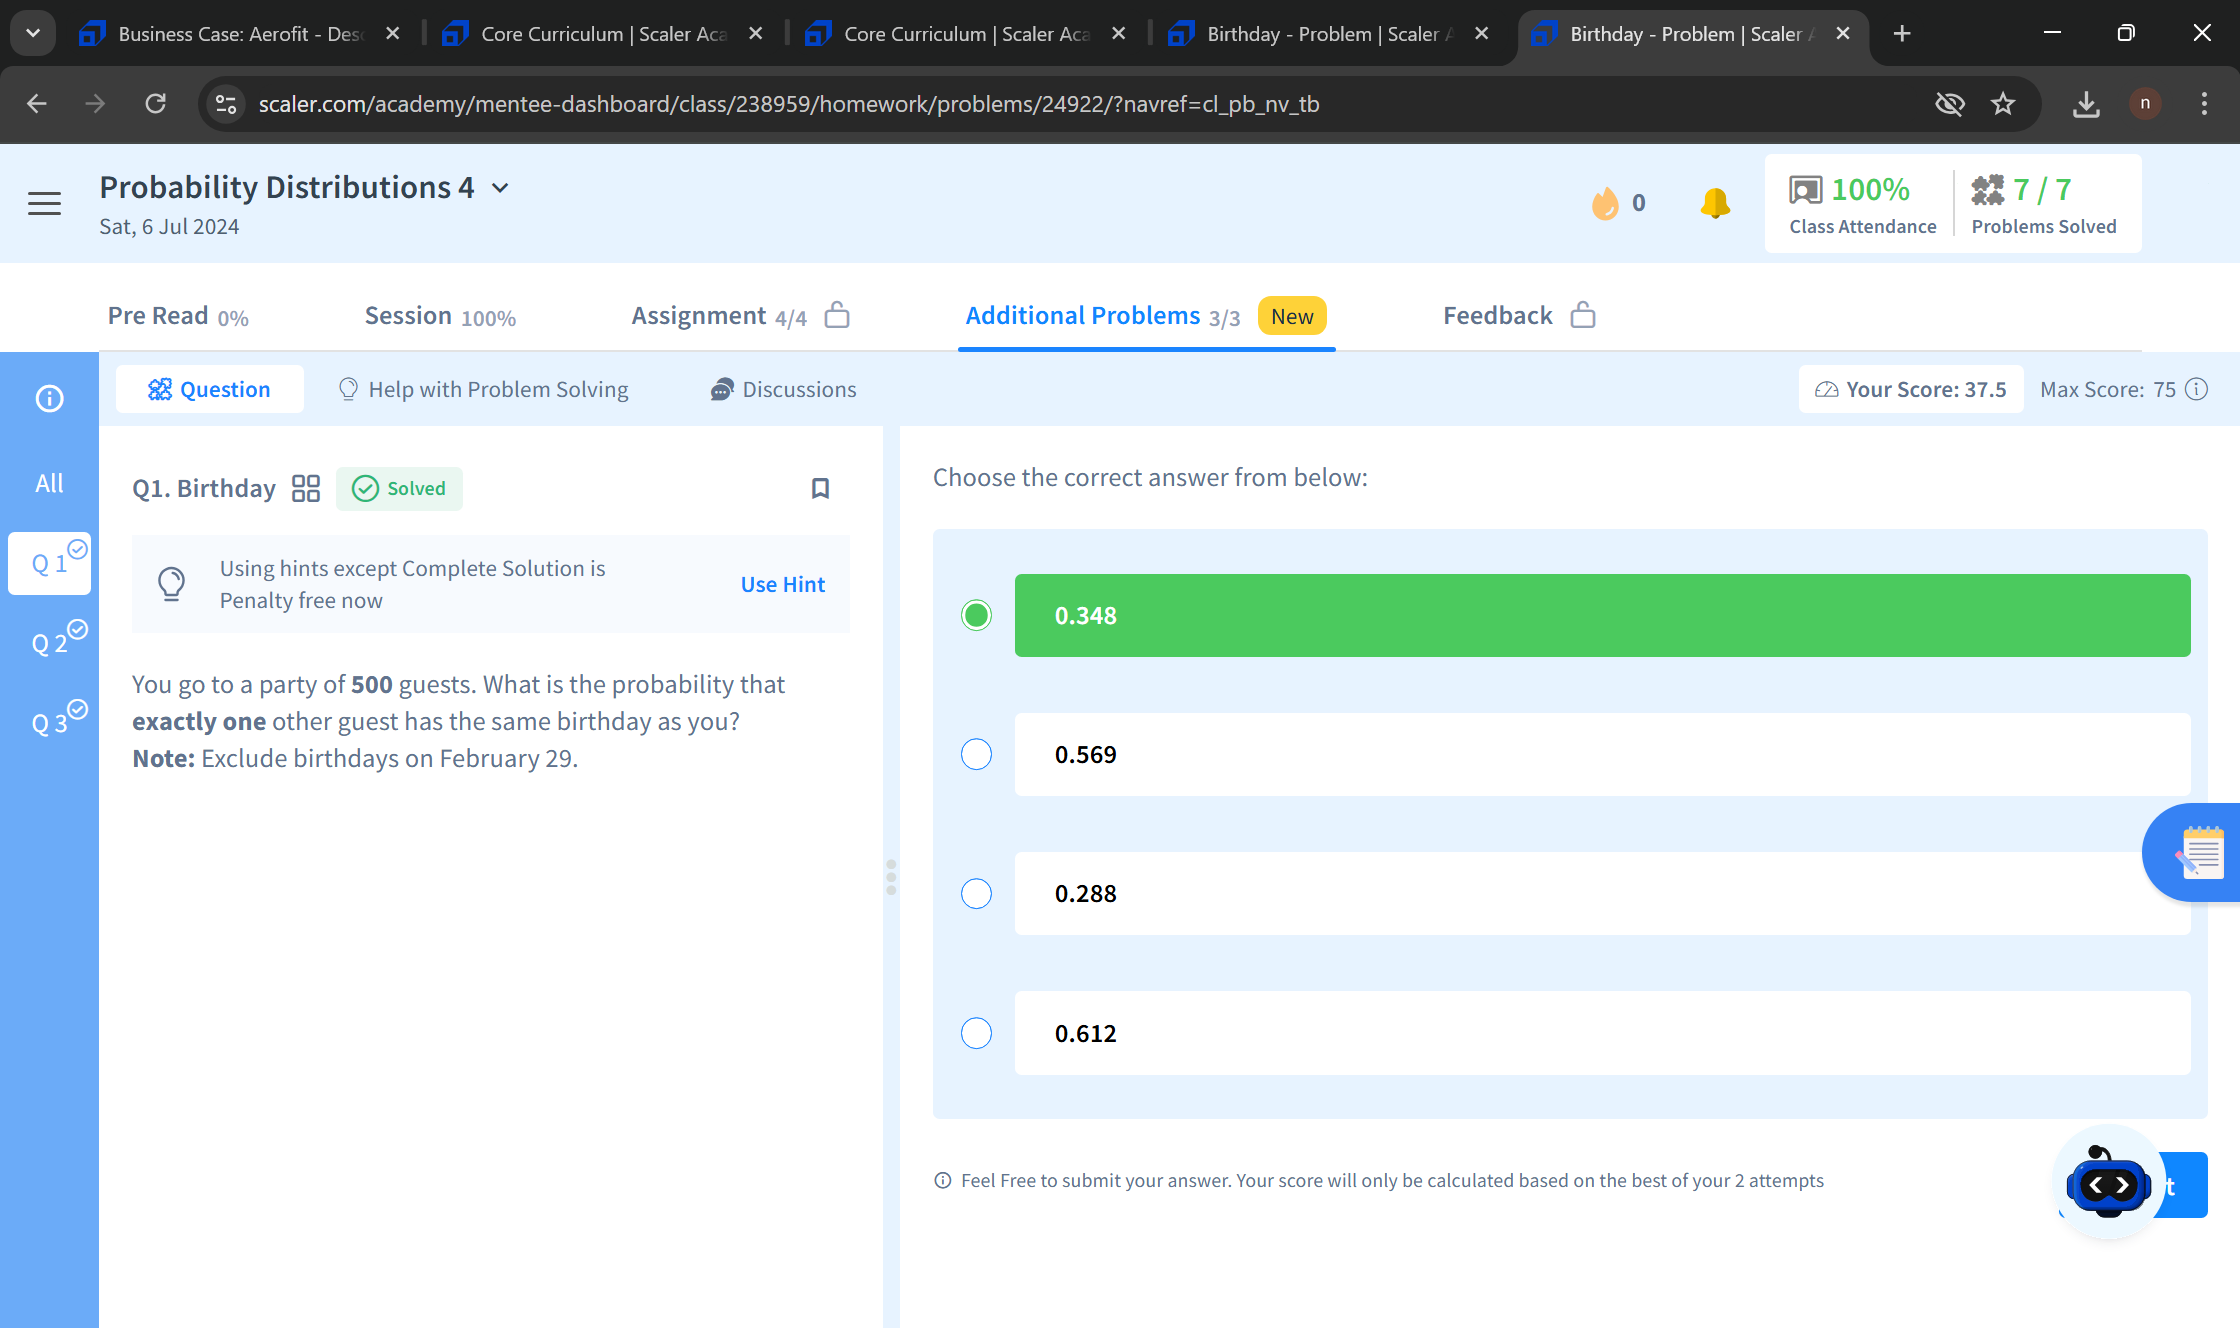 Business Case: Aerofit - Des
Core Curriculum | Scaler Aca
Core Curriculum | Scaler Aca
Birthday - Problem | Scaler A
Birthday - Problem | Scaler A
scaler.com/academy/mentee-dashboard/class/238959/homework/problems/24922/?navref=cl_pb_nv_tb
n
Probability Distributions 4
Sat, 6 Jul 2024
0
100%
Class Attendance
7 / 7
Problems Solved
Pre Read 0%
Session 100%
Assignment 4/4
Additional Problems 3/3 New
Feedback
Question
Help with Problem Solving
Discussions
Your Score: 37.5
Max Score: 75
All
Q 1
Q 2
Q 3
Q1. Birthday
Solved
Using hints except Complete Solution is
Penalty free now
Use Hint
You go to a party of 500 guests. What is the probability that
exactly one other guest has the same birthday as you?
Note: Exclude birthdays on February 29.
Choose the correct answer from below:
0.348
0.569
0.288
0.612
Feel Free to submit your answer. Your score will only be calculated based on the best of your 2 attempts
t